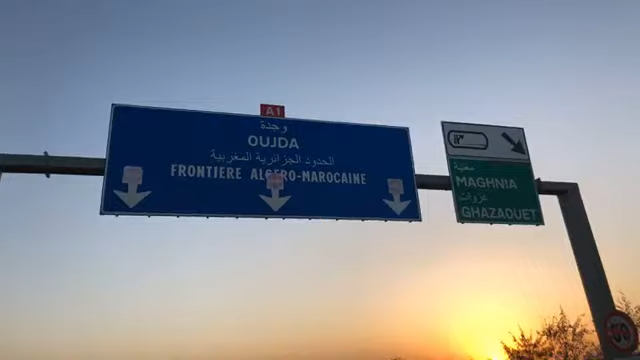 A1
وجدة
OUJDA
الحدود الجزائرية المغربية
FRONTIERE ALGERO-MAROCAINE
مغنية
MAGHNIA
غزوات
GHAZAOUET